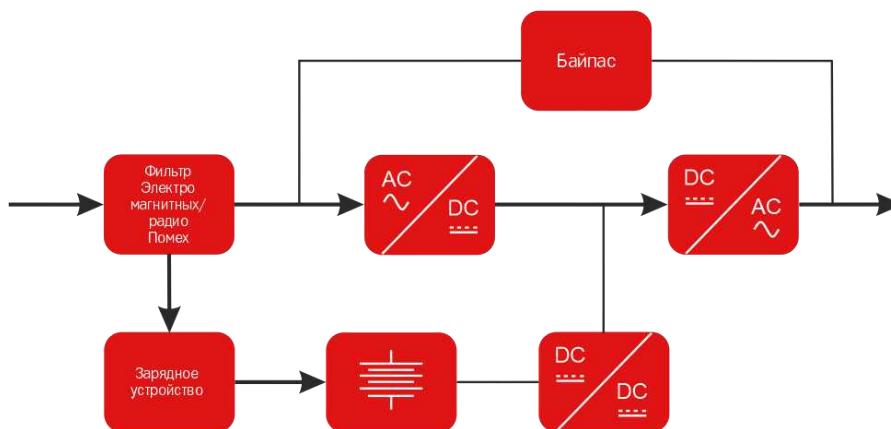 Байпас
Фильтр
Электро
магнитных/
радио
Помех
AC
DC
DC
AC
Зарядное
устройство
DC
DC